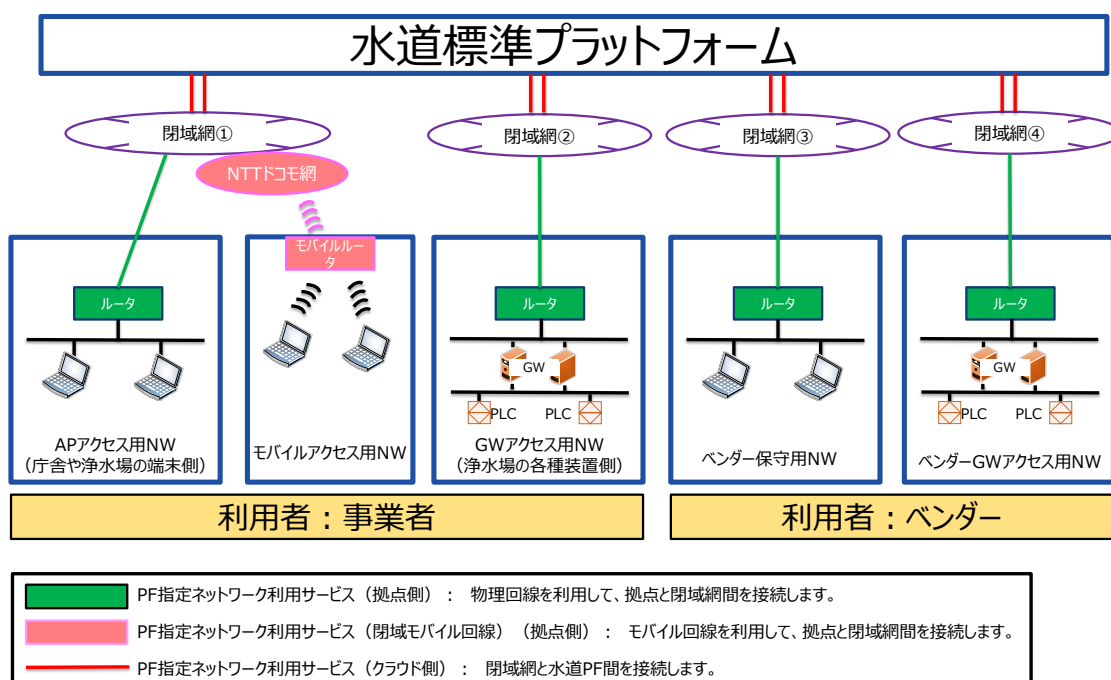 水道標準プラットフォーム
閉域網①
閉域網②
閉域網③
閉域網④
NTTドコモ網
モバイルルー
タ
ルータ
ルータ
ルータ
ルータ
GW
GW
PLC
PLC
PLC
PLC
APアクセス用NW
(庁舎や浄水場の端末側)
モバイルアクセス用NW
GWアクセス用NW
(浄水場の各種装置側)
ベンダー保守用NW
ベンダーGWアクセス用NW
利用者:事業者
利用者:ベンダー
PF指定ネットワーク利用サービス(拠点側): 物理回線を利用して、拠点と閉域網間を接続します。
PF指定ネットワーク利用サービス(閉域モバイル回線)(拠点側): モバイル回線を利用して、拠点と閉域網間を接続します。
PF指定ネットワーク利用サービス(クラウド側): 閉域網と水道PF間を接続します。